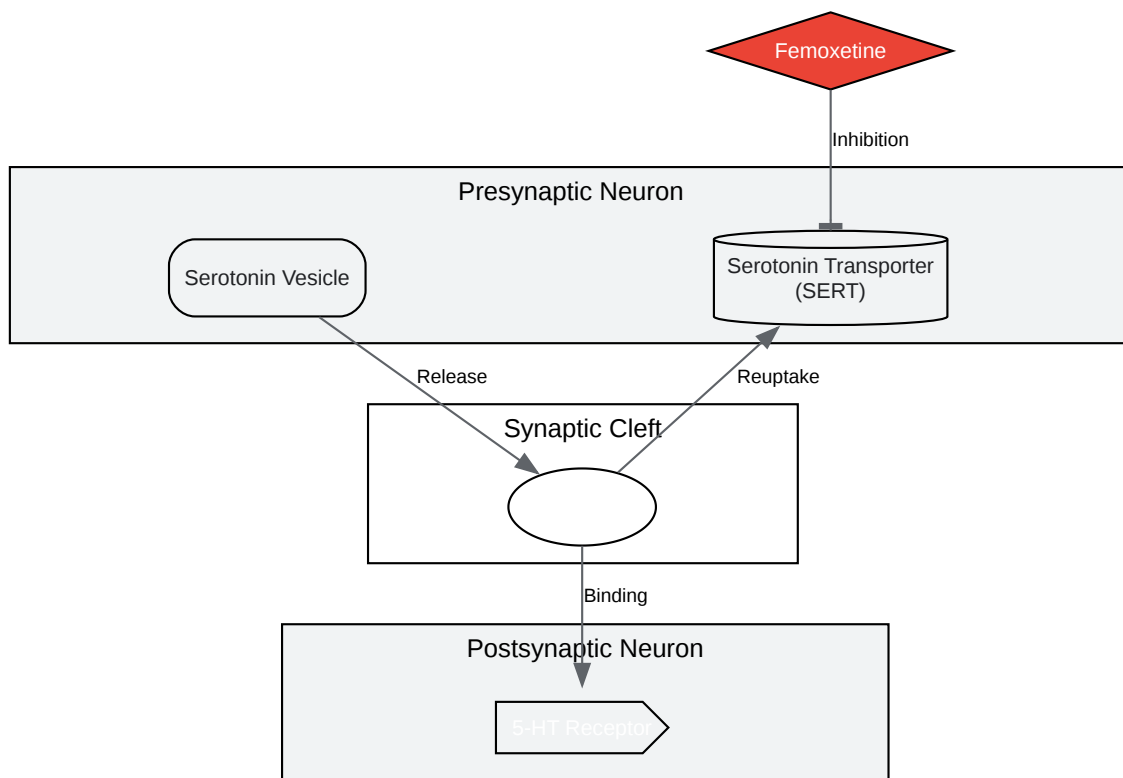 Femoxetine
Inhibition
Presynaptic Neuron
Serotonin Vesicle
Serotonin Transporter
(SERT)
Release
Reuptake
Synaptic Cleft
Binding
Postsynaptic Neuron
5-HT Receptor